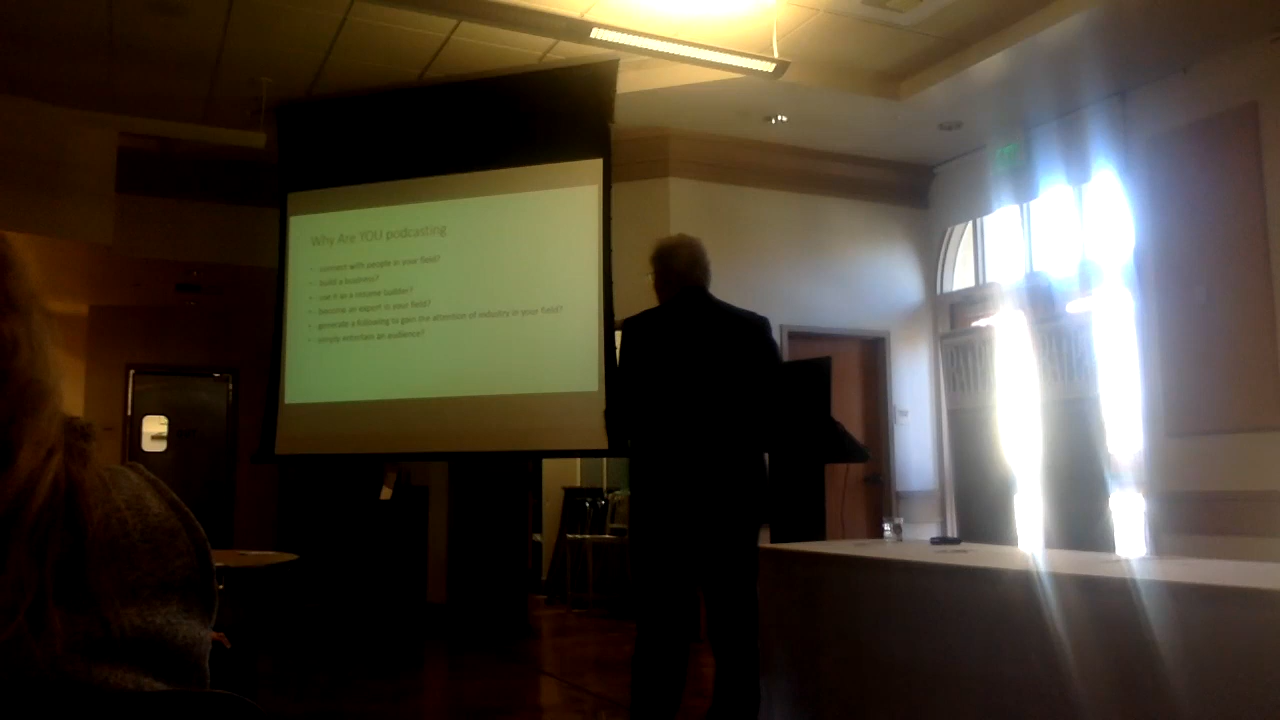 Why Are YOU podcasting
• connect with people in your field?
• build a business?
• use it as a resume builder?
• become an expert in your field?
• generate a following to gain the attention of industry in your field?
• simply entertain an audience?